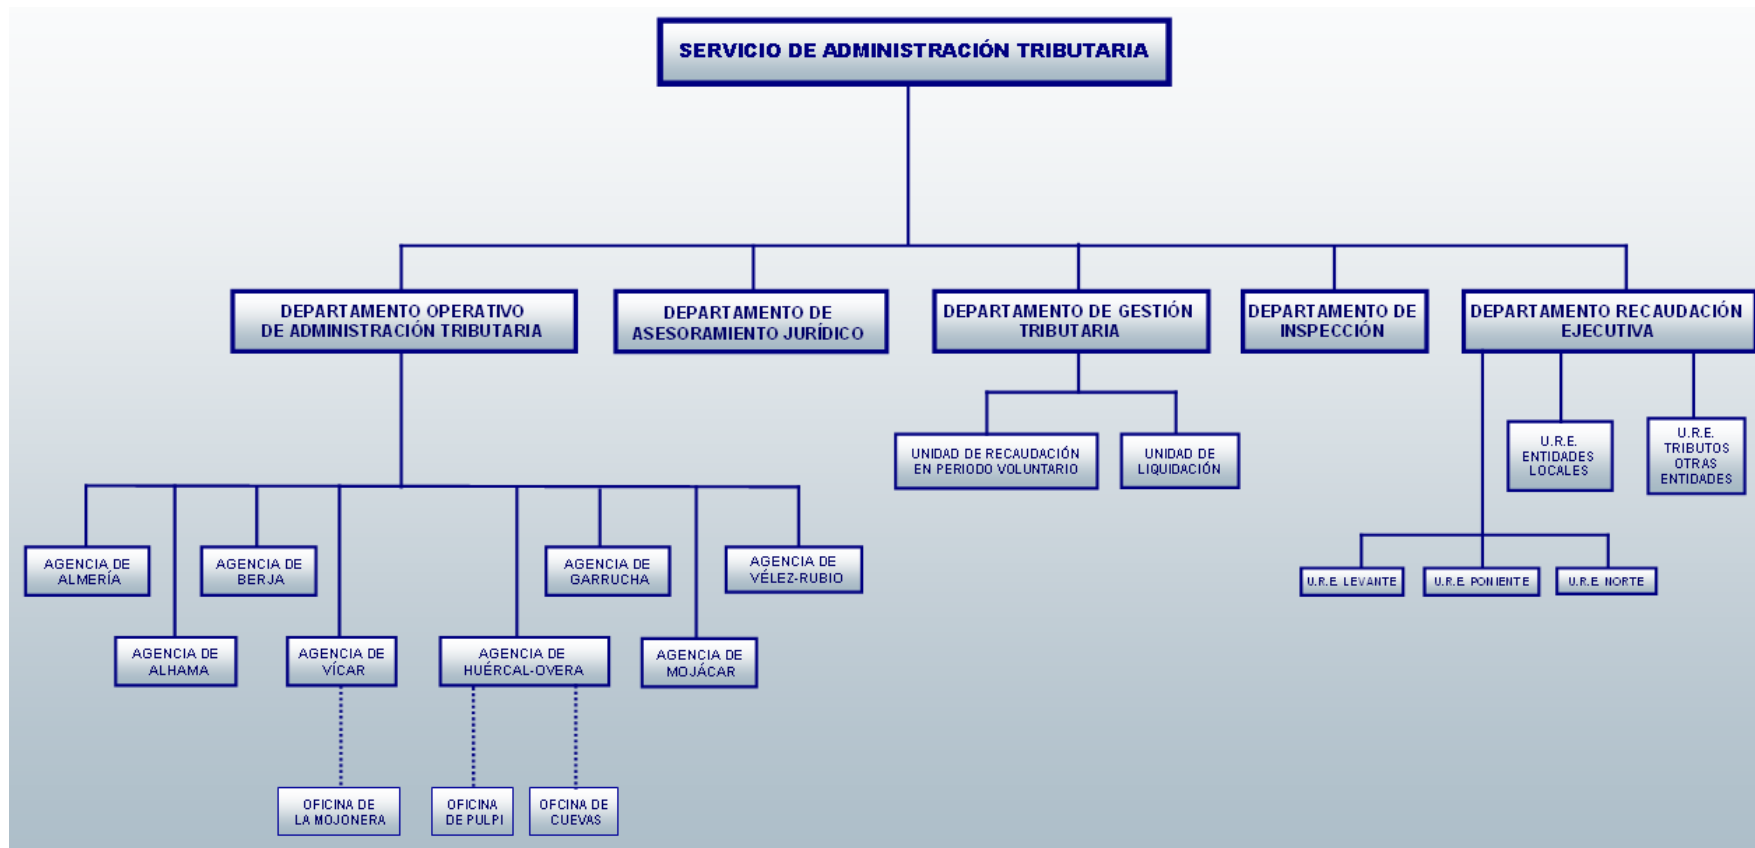 SERVICIO DE ADMINISTRACIÓN TRIBUTARIA
DEPARTAMENTO OPERATIVO
DE ADMINISTRACIÓN TRIBUTARIA
DEPARTAMENTO DE
ASESORAMIENTO JURÍDICO
DEPARTAMENTO DE GESTIÓN
TRIBUTARIA
DEPARTAMENTO DE
INSPECCIÓN
DEPARTAMENTO RECAUDACIÓN
EJECUTIVA
UNIDAD DE RECAUDACIÓN
EN PERIODO VOLUNTARIO
UNIDAD DE
LIQUIDACIÓN
U.R.E.
ENTIDADES
LOCALES
U.R.E.
TRIBUTOS
OTRAS
ENTIDADES
AGENCIA DE
ALMERÍA
AGENCIA DE
BERJA
AGENCIA DE
GARRUCHA
AGENCIA DE
VÉLEZ-RUBIO
U.R.E. LEVANTE
U.R.E. PONIENTE
U.R.E. NORTE
AGENCIA DE
ALHAMA
AGENCIA DE
VÍCAR
AGENCIA DE
HUÉRCAL-OVERA
AGENCIA DE
MOJÁCAR
OFICINA DE
LA MOJONERA
OFICINA
DE PULPI
OFCINA DE
CUEVAS